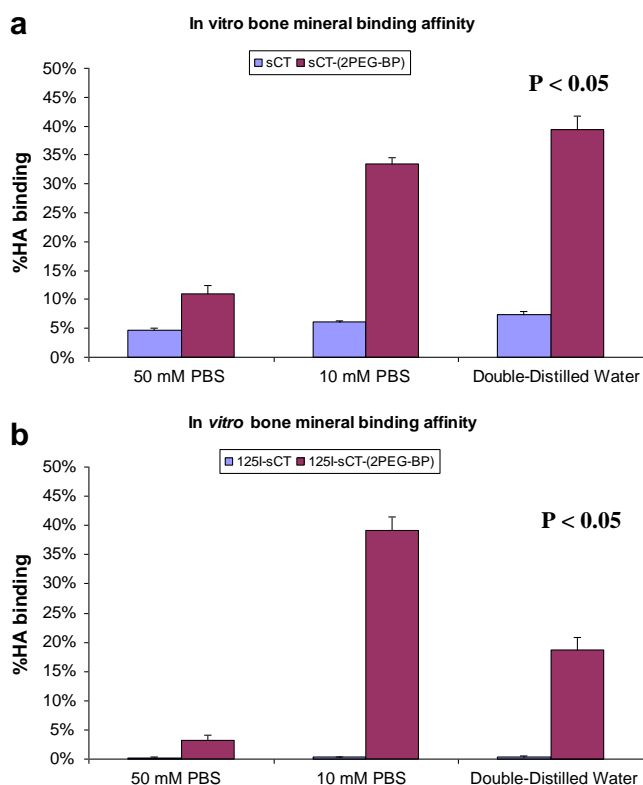 a
In vitro bone mineral binding affinity
sCT sCT-(2PEG-BP)
P < 0.05
50%
45%
40%
35%
30%
25%
20%
15%
10%
5%
0%
%HA binding
50 mM PBS 10 mM PBS Double-Distilled Water
b
In vitro bone mineral binding affinity
125I-sCT 125I-sCT-(2PEG-BP)
P < 0.05
50%
45%
40%
35%
30%
25%
20%
15%
10%
5%
0%
%HA binding
50 mM PBS 10 mM PBS Double-Distilled Water